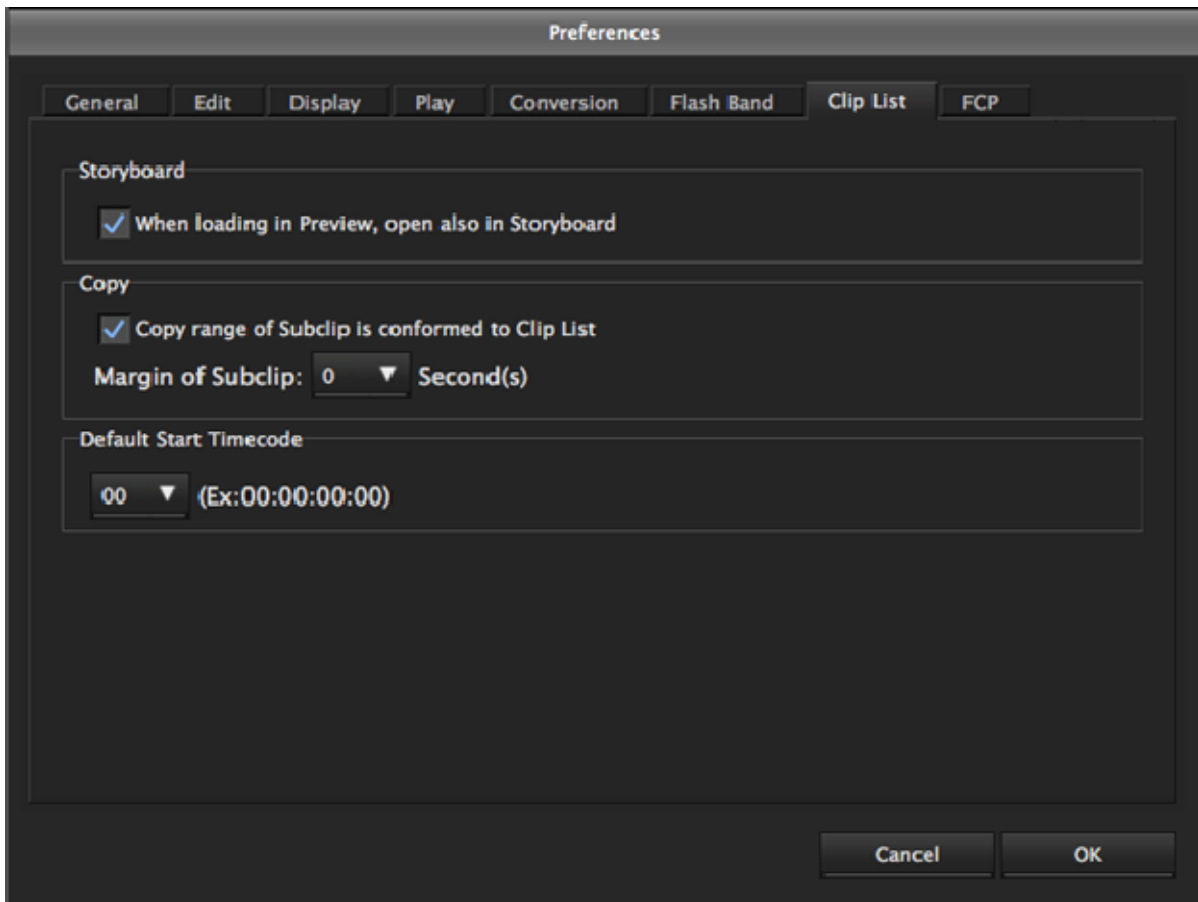 Preferences
General Edit Display Play Conversion Flash Band Clip List FCP
Storyboard
When loading in Preview, open also in Storyboard
Copy
Copy range of Subclip is conformed to Clip List
Margin of Subclip: 0 Second(s)
Default Start Timecode
00 (Ex:00:00:00:00)
Cancel OK